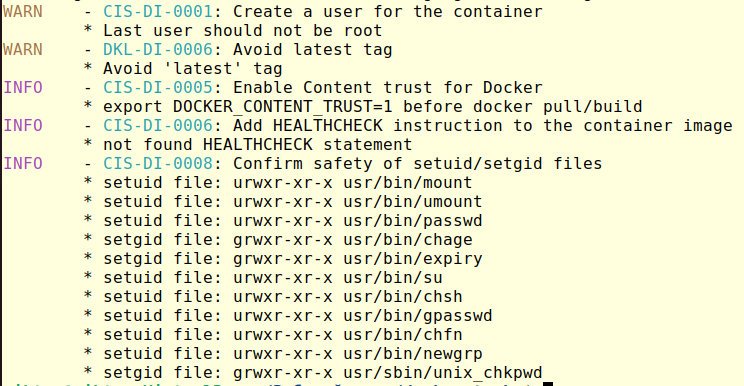 WARN - CIS-DI-0001: Create a user for the container
* Last user should not be root
WARN - DKL-DI-0006: Avoid latest tag
* Avoid 'latest' tag
INFO - CIS-DI-0005: Enable Content trust for Docker
* export DOCKER_CONTENT_TRUST=1 before docker pull/build
INFO - CIS-DI-0006: Add HEALTHCHECK instruction to the container image
* not found HEALTHCHECK statement
INFO - CIS-DI-0008: Confirm safety of setuid/setgid files
* setuid file: urwxr-xr-x usr/bin/mount
* setuid file: urwxr-xr-x usr/bin/umount
* setuid file: urwxr-xr-x usr/bin/passwd
* setgid file: grwxr-xr-x usr/bin/chage
* setgid file: grwxr-xr-x usr/bin/expiry
* setuid file: urwxr-xr-x usr/bin/su
* setuid file: urwxr-xr-x usr/bin/chsh
* setuid file: urwxr-xr-x usr/bin/gpasswd
* setuid file: urwxr-xr-x usr/bin/chfn
* setuid file: urwxr-xr-x usr/bin/newgrp
* setgid file: grwxr-xr-x usr/sbin/unix_chkpwd